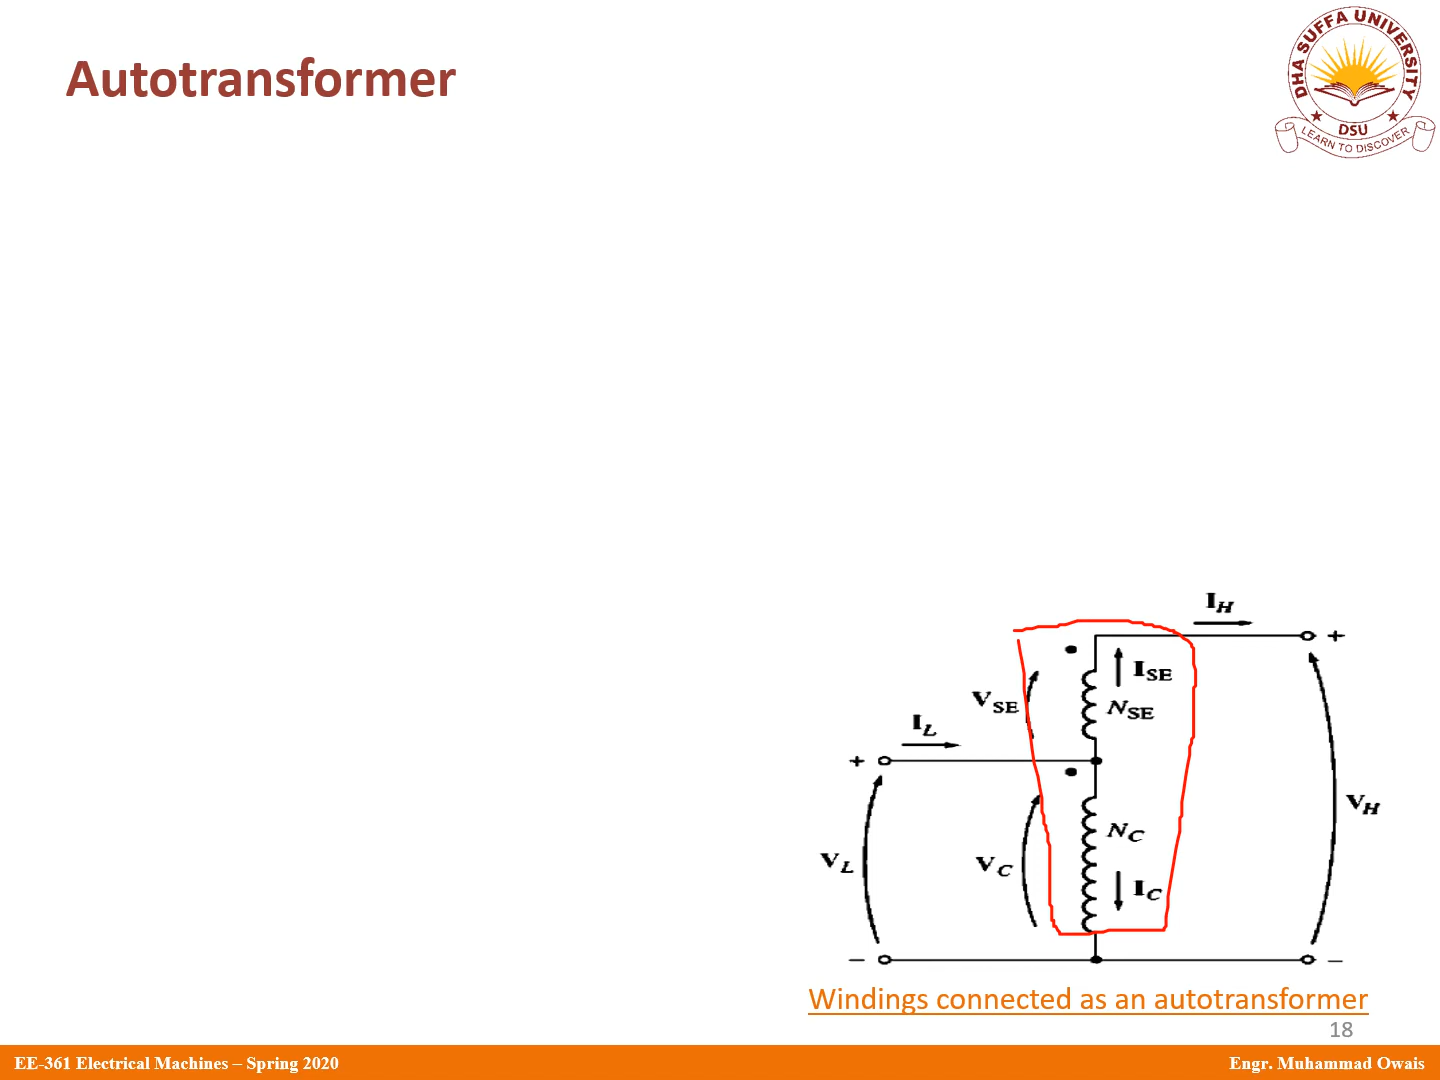 Autotransformer
DHA SUFFA UNIVERSITY
DSU
LEARN TO DISCOVER
I_H
+
I_SE
V_SE
N_SE
I_L
+
V_H
N_C
V_L
V_C
I_C
–
–
Windings connected as an autotransformer
18
EE-361 Electrical Machines – Spring 2020
Engr. Muhammad Owais